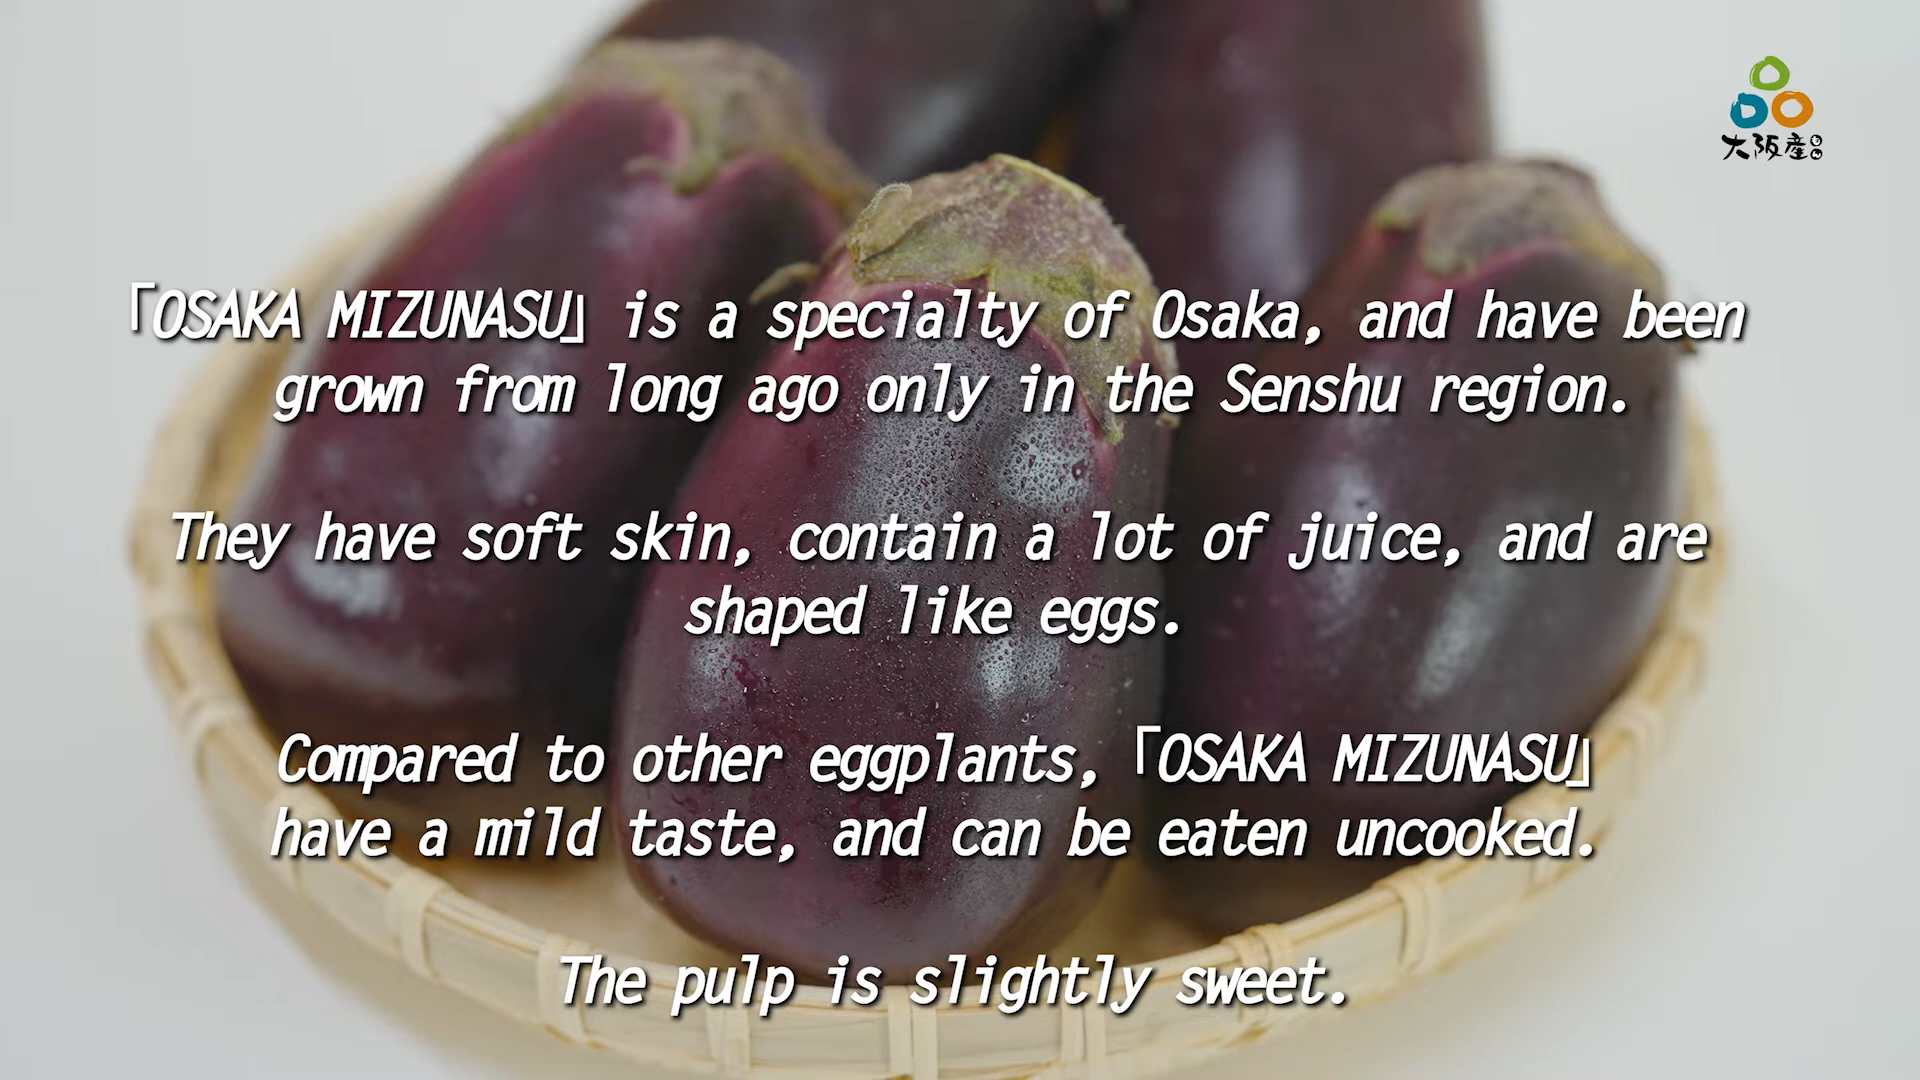 大阪産もん
「OSAKA MIZUNASU」 is a specialty of Osaka, and have been
grown from long ago only in the Senshu region.
They have soft skin, contain a lot of juice, and are
shaped like eggs.
Compared to other eggplants,「OSAKA MIZUNASU」
have a mild taste, and can be eaten uncooked.
The pulp is slightly sweet.